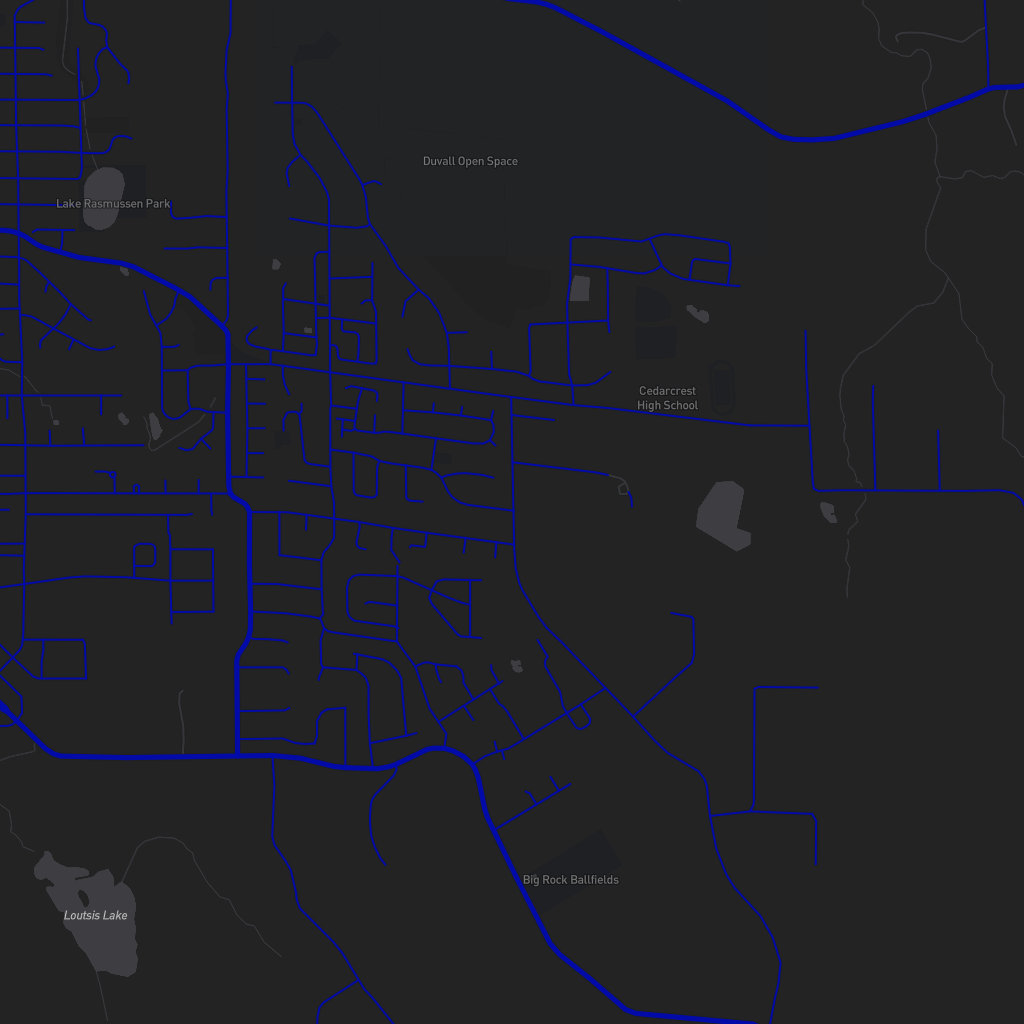 Duvall Open Space
Lake Rasmussen Park
Cedarcrest
High School
Big Rock Ballfields
Loutsis Lake